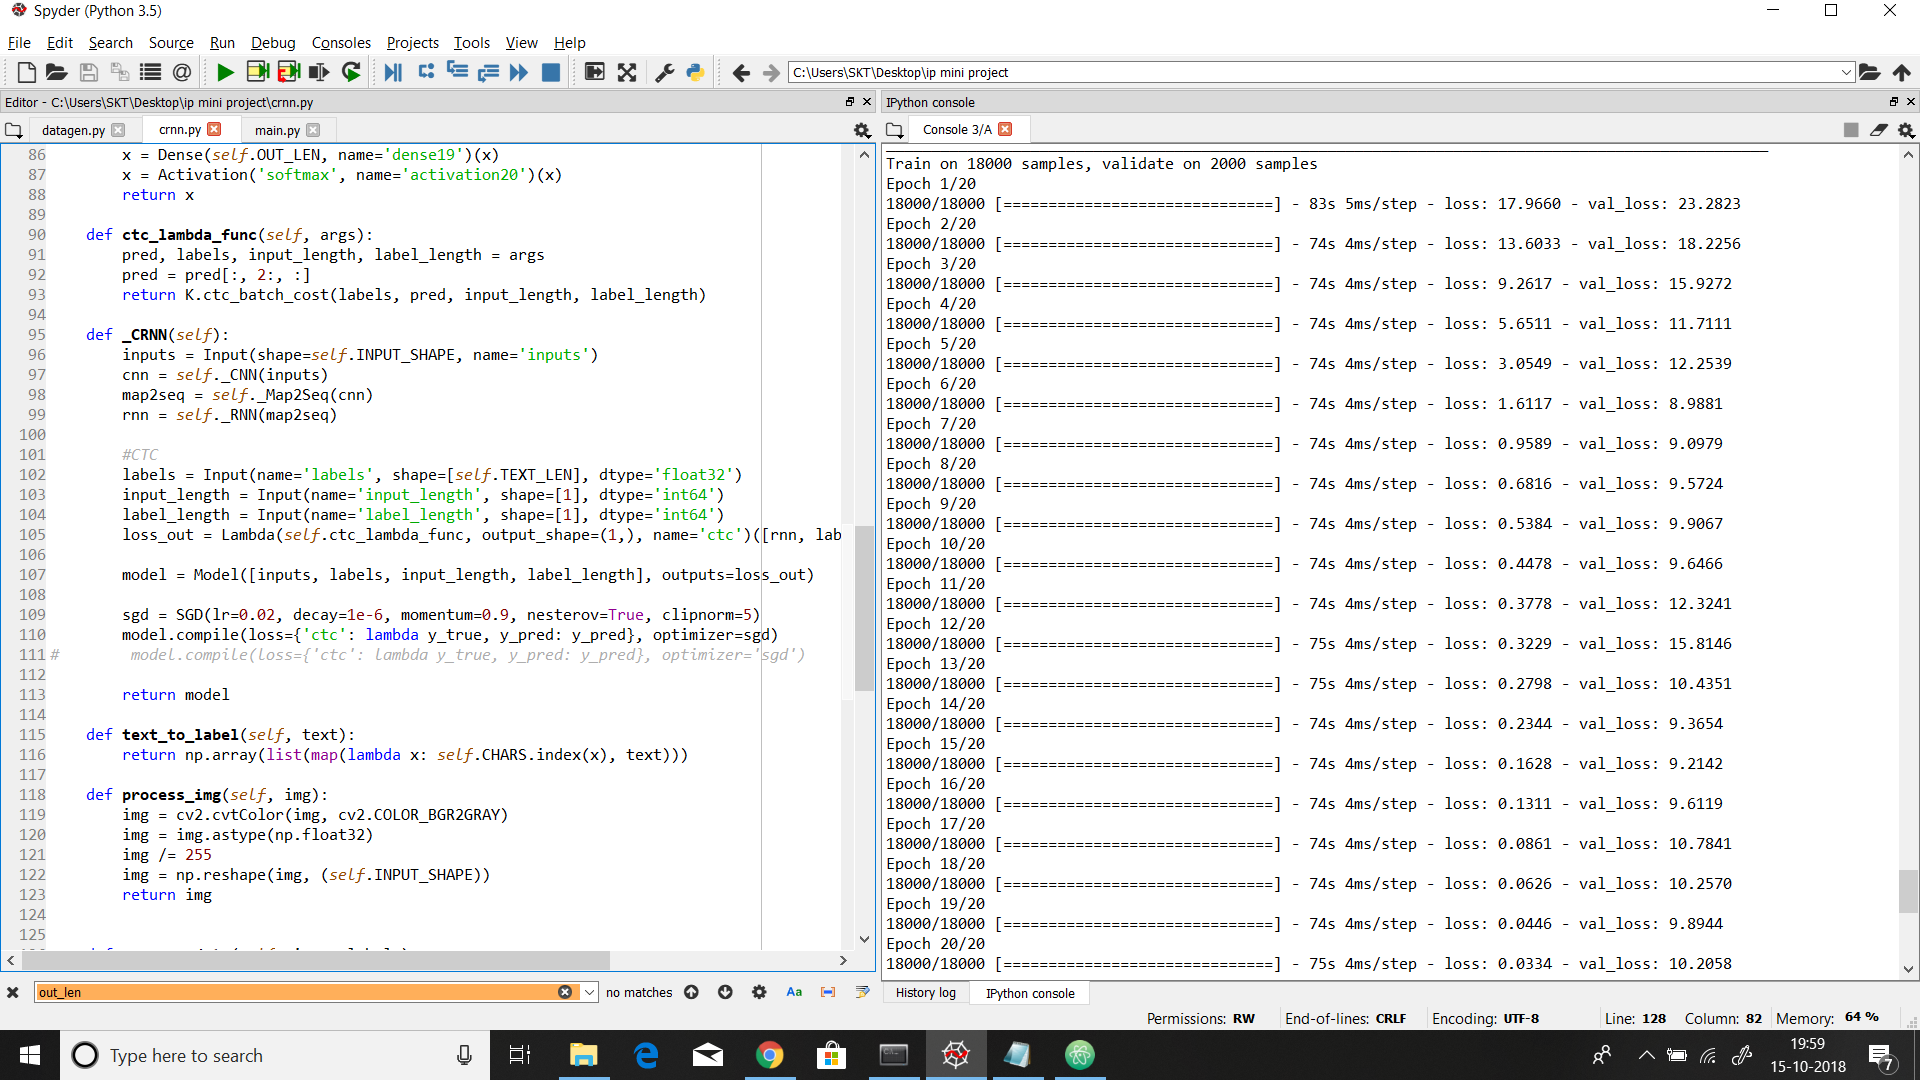 Spyder (Python 3.5)
File Edit Search Source Run Debug Consoles Projects Tools View Help
C:\Users\SKT\Desktop\ip mini project
Editor - C:\Users\SKT\Desktop\ip mini project\crnn.py
datagen.py crnn.py main.py
86 x = Dense(self.OUT_LEN, name='dense19')(x)
87 x = Activation('softmax', name='activation20')(x)
88 return x
89
90 def ctc_lambda_func(self, args):
91 pred, labels, input_length, label_length = args
92 pred = pred[:, 2:, :]
93 return K.ctc_batch_cost(labels, pred, input_length, label_length)
94
95 def _CRNN(self):
96 inputs = Input(shape=self.INPUT_SHAPE, name='inputs')
97 cnn = self._CNN(inputs)
98 map2seq = self._Map2Seq(cnn)
99 rnn = self._RNN(map2seq)
100
101 #CTC
102 labels = Input(name='labels', shape=[self.TEXT_LEN], dtype='float32')
103 input_length = Input(name='input_length', shape=[1], dtype='int64')
104 label_length = Input(name='label_length', shape=[1], dtype='int64')
105 loss_out = Lambda(self.ctc_lambda_func, output_shape=(1,), name='ctc')([rnn, lab
106
107 model = Model([inputs, labels, input_length, label_length], outputs=loss_out)
108
109 sgd = SGD(lr=0.02, decay=1e-6, momentum=0.9, nesterov=True, clipnorm=5)
110 model.compile(loss={'ctc': lambda y_true, y_pred: y_pred}, optimizer=sgd)
111 # model.compile(loss={'ctc': lambda y_true, y_pred: y_pred}, optimizer='sgd')
112
113 return model
114
115 def text_to_label(self, text):
116 return np.array(list(map(lambda x: self.CHARS.index(x), text)))
117
118 def process_img(self, img):
119 img = cv2.cvtColor(img, cv2.COLOR_BGR2GRAY)
120 img = img.astype(np.float32)
121 img /= 255
122 img = np.reshape(img, (self.INPUT_SHAPE))
123 return img
124
125
out_len no matches Aa
IPython console
Console 3/A
Train on 18000 samples, validate on 2000 samples
Epoch 1/20
18000/18000 [==============================] - 83s 5ms/step - loss: 17.9660 - val_loss: 23.2823
Epoch 2/20
18000/18000 [==============================] - 74s 4ms/step - loss: 13.6033 - val_loss: 18.2256
Epoch 3/20
18000/18000 [==============================] - 74s 4ms/step - loss: 9.2617 - val_loss: 15.9272
Epoch 4/20
18000/18000 [==============================] - 74s 4ms/step - loss: 5.6511 - val_loss: 11.7111
Epoch 5/20
18000/18000 [==============================] - 74s 4ms/step - loss: 3.0549 - val_loss: 12.2539
Epoch 6/20
18000/18000 [==============================] - 74s 4ms/step - loss: 1.6117 - val_loss: 8.9881
Epoch 7/20
18000/18000 [==============================] - 74s 4ms/step - loss: 0.9589 - val_loss: 9.0979
Epoch 8/20
18000/18000 [==============================] - 74s 4ms/step - loss: 0.6816 - val_loss: 9.5724
Epoch 9/20
18000/18000 [==============================] - 74s 4ms/step - loss: 0.5384 - val_loss: 9.9067
Epoch 10/20
18000/18000 [==============================] - 74s 4ms/step - loss: 0.4478 - val_loss: 9.6466
Epoch 11/20
18000/18000 [==============================] - 74s 4ms/step - loss: 0.3778 - val_loss: 12.3241
Epoch 12/20
18000/18000 [==============================] - 75s 4ms/step - loss: 0.3229 - val_loss: 15.8146
Epoch 13/20
18000/18000 [==============================] - 75s 4ms/step - loss: 0.2798 - val_loss: 10.4351
Epoch 14/20
18000/18000 [==============================] - 74s 4ms/step - loss: 0.2344 - val_loss: 9.3654
Epoch 15/20
18000/18000 [==============================] - 74s 4ms/step - loss: 0.1628 - val_loss: 9.2142
Epoch 16/20
18000/18000 [==============================] - 74s 4ms/step - loss: 0.1311 - val_loss: 9.6119
Epoch 17/20
18000/18000 [==============================] - 74s 4ms/step - loss: 0.0861 - val_loss: 10.7841
Epoch 18/20
18000/18000 [==============================] - 74s 4ms/step - loss: 0.0626 - val_loss: 10.2570
Epoch 19/20
18000/18000 [==============================] - 74s 4ms/step - loss: 0.0446 - val_loss: 9.8944
Epoch 20/20
18000/18000 [==============================] - 75s 4ms/step - loss: 0.0334 - val_loss: 10.2058
History log IPython console
Permissions: RW End-of-lines: CRLF Encoding: UTF-8 Line: 128 Column: 82 Memory: 64 %
Type here to search
19:59
15-10-2018
7